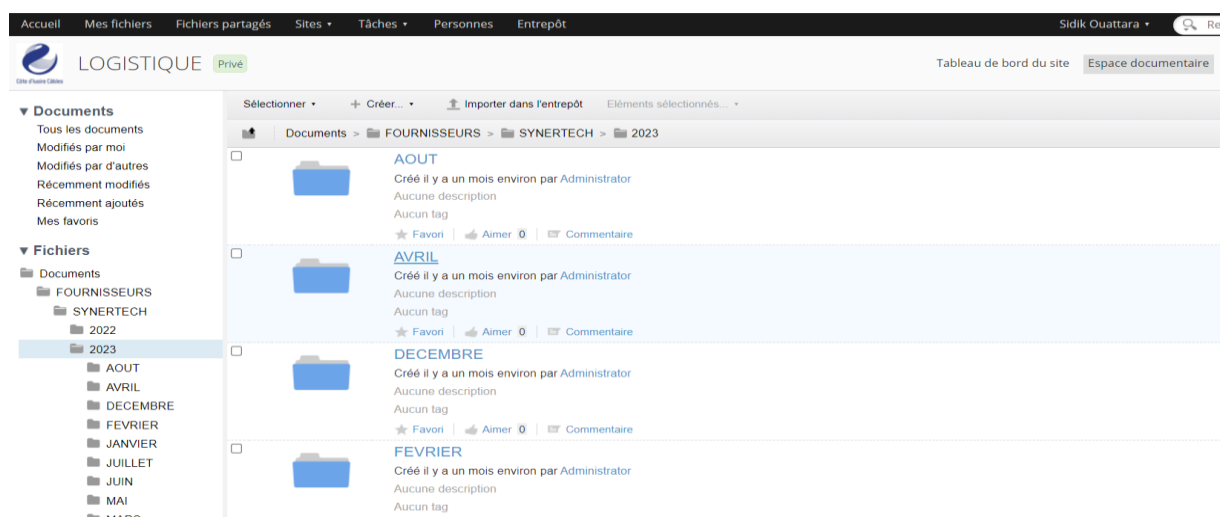 Accueil Mes fichiers Fichiers partagés Sites Tâches Personnes Entrepôt Sidik Ouattara
Côte d'Ivoire Câbles
LOGISTIQUE Privé Tableau de bord du site Espace documentaire
Documents
Tous les documents
Modifiés par moi
Modifiés par d'autres
Récemment modifiés
Récemment ajoutés
Mes favoris
Fichiers
Documents
FOURNISSEURS
SYNERTECH
2022
2023
AOUT
AVRIL
DECEMBRE
FEVRIER
JANVIER
JUILLET
JUIN
MAI
Sélectionner + Créer... Importer dans l'entrepôt Eléments sélectionnés...
Documents > FOURNISSEURS > SYNERTECH > 2023
AOUT
Créé il y a un mois environ par Administrator
Aucune description
Aucun tag
Favori Aimer 0 Commentaire
AVRIL
Créé il y a un mois environ par Administrator
Aucune description
Aucun tag
Favori Aimer 0 Commentaire
DECEMBRE
Créé il y a un mois environ par Administrator
Aucune description
Aucun tag
Favori Aimer 0 Commentaire
FEVRIER
Créé il y a un mois environ par Administrator
Aucune description
Aucun tag